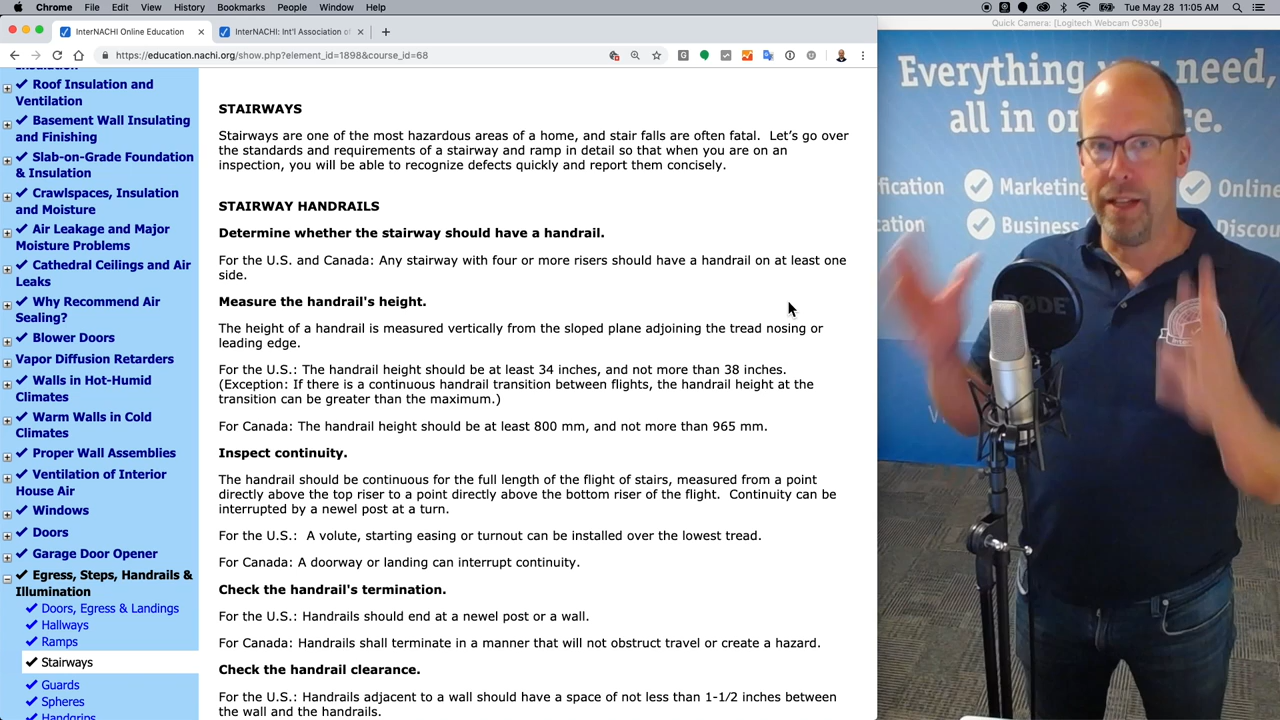 Chrome File Edit View History Bookmarks People Window Help
Tue May 28 11:05 AM
Quick Camera: [Logitech Webcam C930e]
InterNACHI Online Education
InterNACHI: Int'l Association of
https://education.nachi.org/show.php?element_id=1898&course_id=68
Roof Insulation and
Ventilation
Basement Wall Insulating
and Finishing
Slab-on-Grade Foundation
& Insulation
Crawlspaces, Insulation
and Moisture
Air Leakage and Major
Moisture Problems
Cathedral Ceilings and Air
Leaks
Why Recommend Air
Sealing?
Blower Doors
Vapor Diffusion Retarders
Walls in Hot-Humid
Climates
Warm Walls in Cold
Climates
Proper Wall Assemblies
Ventilation of Interior
House Air
Windows
Doors
Garage Door Opener
Egress, Steps, Handrails &
Illumination
Doors, Egress & Landings
Hallways
Ramps
Stairways
Guards
Spheres
Handgrips
STAIRWAYS
Stairways are one of the most hazardous areas of a home, and stair falls are often fatal. Let's go over
the standards and requirements of a stairway and ramp in detail so that when you are on an
inspection, you will be able to recognize defects quickly and report them concisely.
STAIRWAY HANDRAILS
Determine whether the stairway should have a handrail.
For the U.S. and Canada: Any stairway with four or more risers should have a handrail on at least one
side.
Measure the handrail's height.
The height of a handrail is measured vertically from the sloped plane adjoining the tread nosing or
leading edge.
For the U.S.: The handrail height should be at least 34 inches, and not more than 38 inches.
(Exception: If there is a continuous handrail transition between flights, the handrail height at the
transition can be greater than the maximum.)
For Canada: The handrail height should be at least 800 mm, and not more than 965 mm.
Inspect continuity.
The handrail should be continuous for the full length of the flight of stairs, measured from a point
directly above the top riser to a point directly above the bottom riser of the flight. Continuity can be
interrupted by a newel post at a turn.
For the U.S.: A volute, starting easing or turnout can be installed over the lowest tread.
For Canada: A doorway or landing can interrupt continuity.
Check the handrail's termination.
For the U.S.: Handrails should end at a newel post or a wall.
For Canada: Handrails shall terminate in a manner that will not obstruct travel or create a hazard.
Check the handrail clearance.
For the U.S.: Handrails adjacent to a wall should have a space of not less than 1-1/2 inches between
the wall and the handrails.
Everything you need,
all in
Marketing
Online
Business
Discou
RØDE